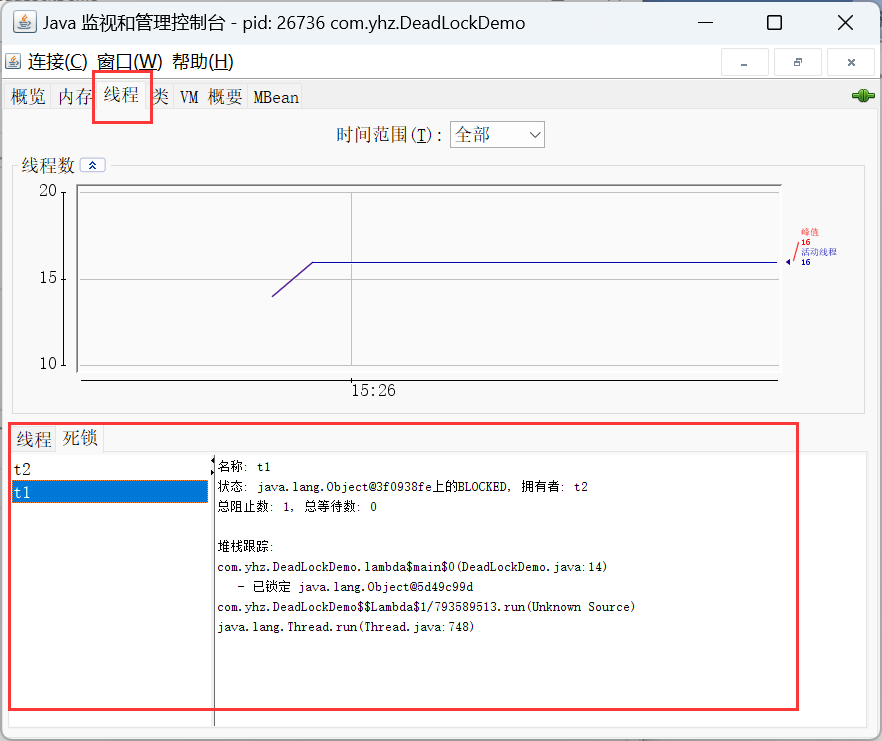 Java 监视和管理控制台 - pid: 26736 com.yhz.DeadLockDemo
连接(C) 窗口(W) 帮助(H)
概览 内存 线程 类 VM 概要 MBean
时间范围(T): 全部
线程数
20
峰值
16
活动线程
16
15
10
15:26
线程 死锁
t2
t1
名称: t1
状态: java.lang.Object@3f0938fe上的BLOCKED, 拥有者: t2
总阻止数: 1, 总等待数: 0
堆栈跟踪:
com.yhz.DeadLockDemo.lambda$main$0(DeadLockDemo.java:14)
- 已锁定 java.lang.Object@5d49c99d
com.yhz.DeadLockDemo$$Lambda$1/793589513.run(Unknown Source)
java.lang.Thread.run(Thread.java:748)